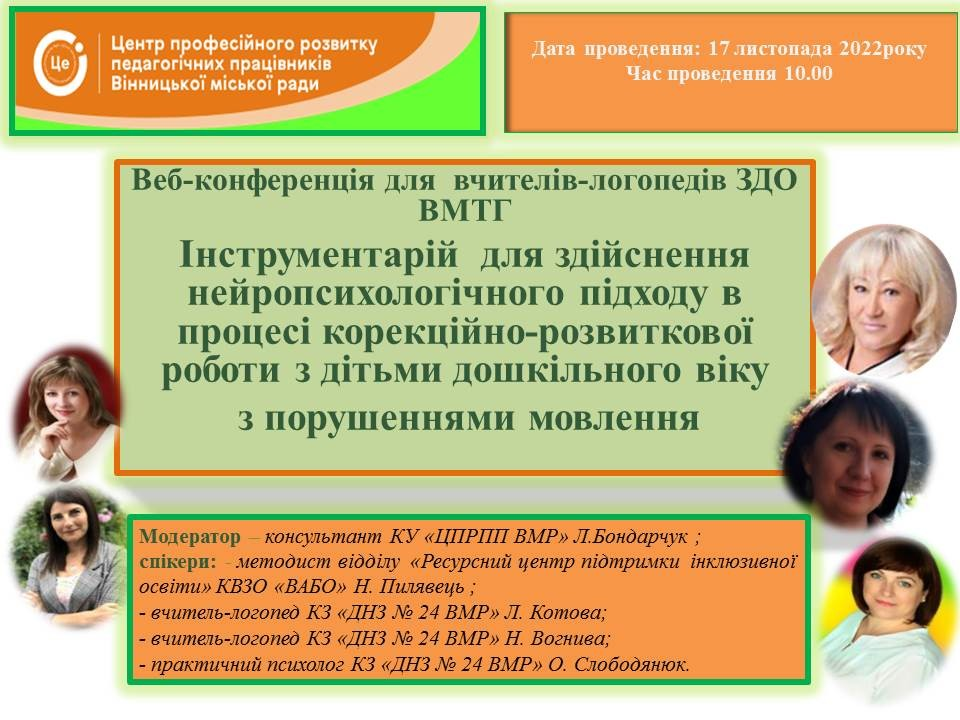 Це
Центр професійного розвитку
педагогічних працівників
Вінницької міської ради
Дата проведення: 17 листопада 2022року
Час проведення 10.00
Веб-конференція для вчителів-логопедів ЗДО
ВМТГ
Інструментарій для здійснення
нейропсихологічного підходу в
процесі корекційно-розвиткової
роботи з дітьми дошкільного віку
з порушеннями мовлення
Модератор – консультант КУ «ЦПРПП ВМР» Л.Бондарчук ;
спікери: - методист відділу «Ресурсний центр підтримки інклюзивної
освіти» КВЗО «ВАБО» Н. Пилявець ;
- вчитель-логопед КЗ «ДНЗ № 24 ВМР» Л. Котова;
- вчитель-логопед КЗ «ДНЗ № 24 ВМР» Н. Вогнива;
- практичний психолог КЗ «ДНЗ № 24 ВМР» О. Слободянюк.